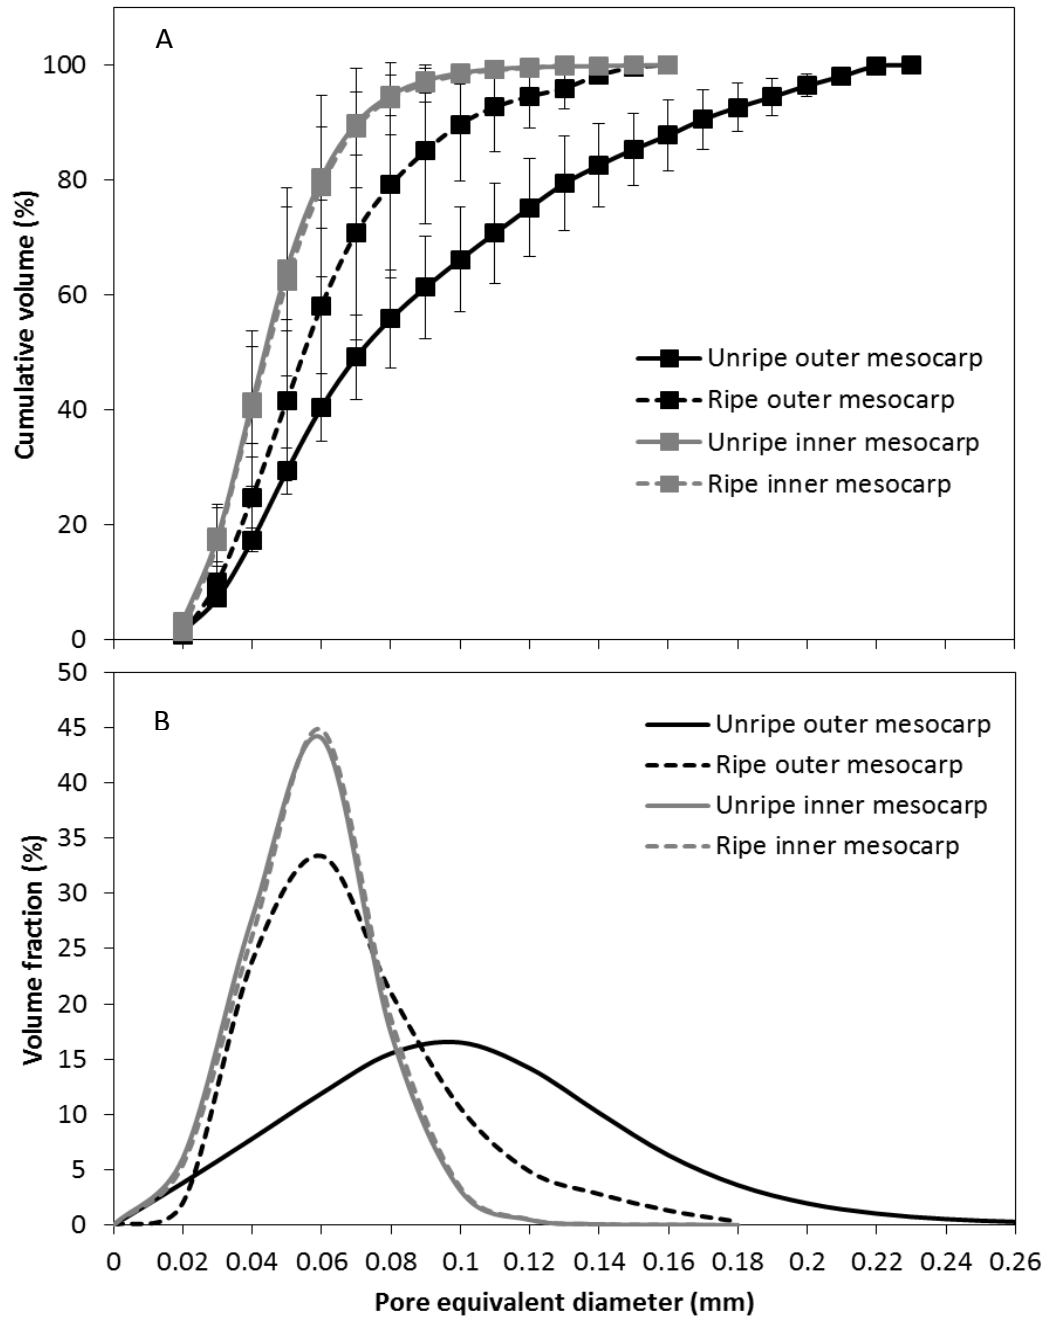 A
100
80
60
40
20
0
Cumulative volume (%)
Unripe outer mesocarp
Ripe outer mesocarp
Unripe inner mesocarp
Ripe inner mesocarp
B
50
45
40
35
30
25
20
15
10
5
0
Volume fraction (%)
Unripe outer mesocarp
Ripe outer mesocarp
Unripe inner mesocarp
Ripe inner mesocarp
0 0.02 0.04 0.06 0.08 0.1 0.12 0.14 0.16 0.18 0.2 0.22 0.24 0.26
Pore equivalent diameter (mm)